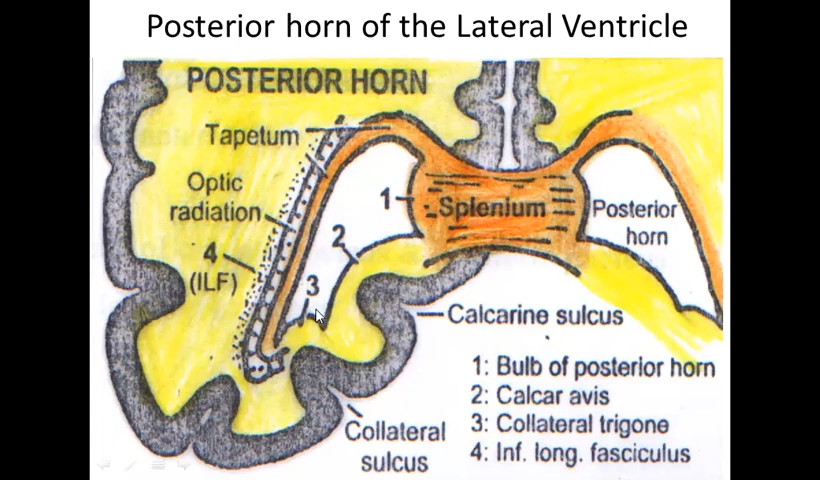 Posterior horn of the Lateral Ventricle
POSTERIOR HORN
Tapetum
Optic
radiation
4
(ILF)
1
2
3
Splenium
Posterior
horn
Calcarine sulcus
1: Bulb of posterior horn
2: Calcar avis
3: Collateral trigone
4: Inf. long. fasciculus
Collateral
sulcus